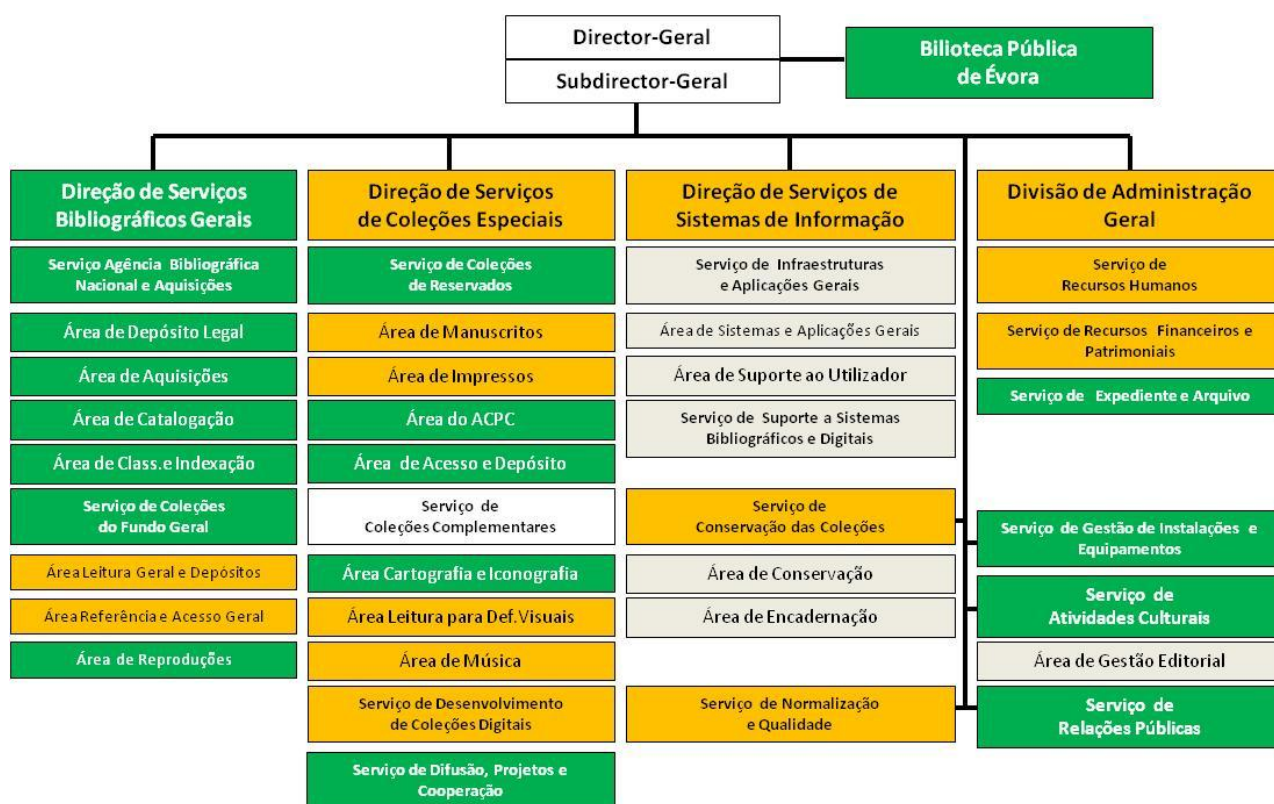 Director-Geral
Subdirector-Geral
Bilioteca Pública
de Évora
Direção de Serviços
Bibliográficos Gerais
Serviço Agência Bibliográfica
Nacional e Aquisições
Área de Depósito Legal
Área de Aquisições
Área de Catalogação
Área de Class.e Indexação
Serviço de Coleções
do Fundo Geral
Área Leitura Geral e Depósitos
Área Referência e Acesso Geral
Área de Reproduções
Direção de Serviços
de Coleções Especiais
Serviço de Coleções
de Reservados
Área de Manuscritos
Área de Impressos
Área do ACPC
Área de Acesso e Depósito
Serviço de
Coleções Complementares
Área Cartografia e Iconografia
Área Leitura para Def.Visuais
Área de Música
Serviço de Desenvolvimento
de Coleções Digitais
Serviço de Difusão, Projetos e
Cooperação
Direção de Serviços de
Sistemas de Informação
Serviço de Infraestruturas
e Aplicações Gerais
Área de Sistemas e Aplicações Gerais
Área de Suporte ao Utilizador
Serviço de Suporte a Sistemas
Bibliográficos e Digitais
Serviço de
Conservação das Coleções
Área de Conservação
Área de Encadernação
Serviço de Normalização
e Qualidade
Divisão de Administração
Geral
Serviço de
Recursos Humanos
Serviço de Recursos Financeiros e
Patrimoniais
Serviço de Expediente e Arquivo
Serviço de Gestão de Instalações e
Equipamentos
Serviço de
Atividades Culturais
Área de Gestão Editorial
Serviço de
Relações Públicas